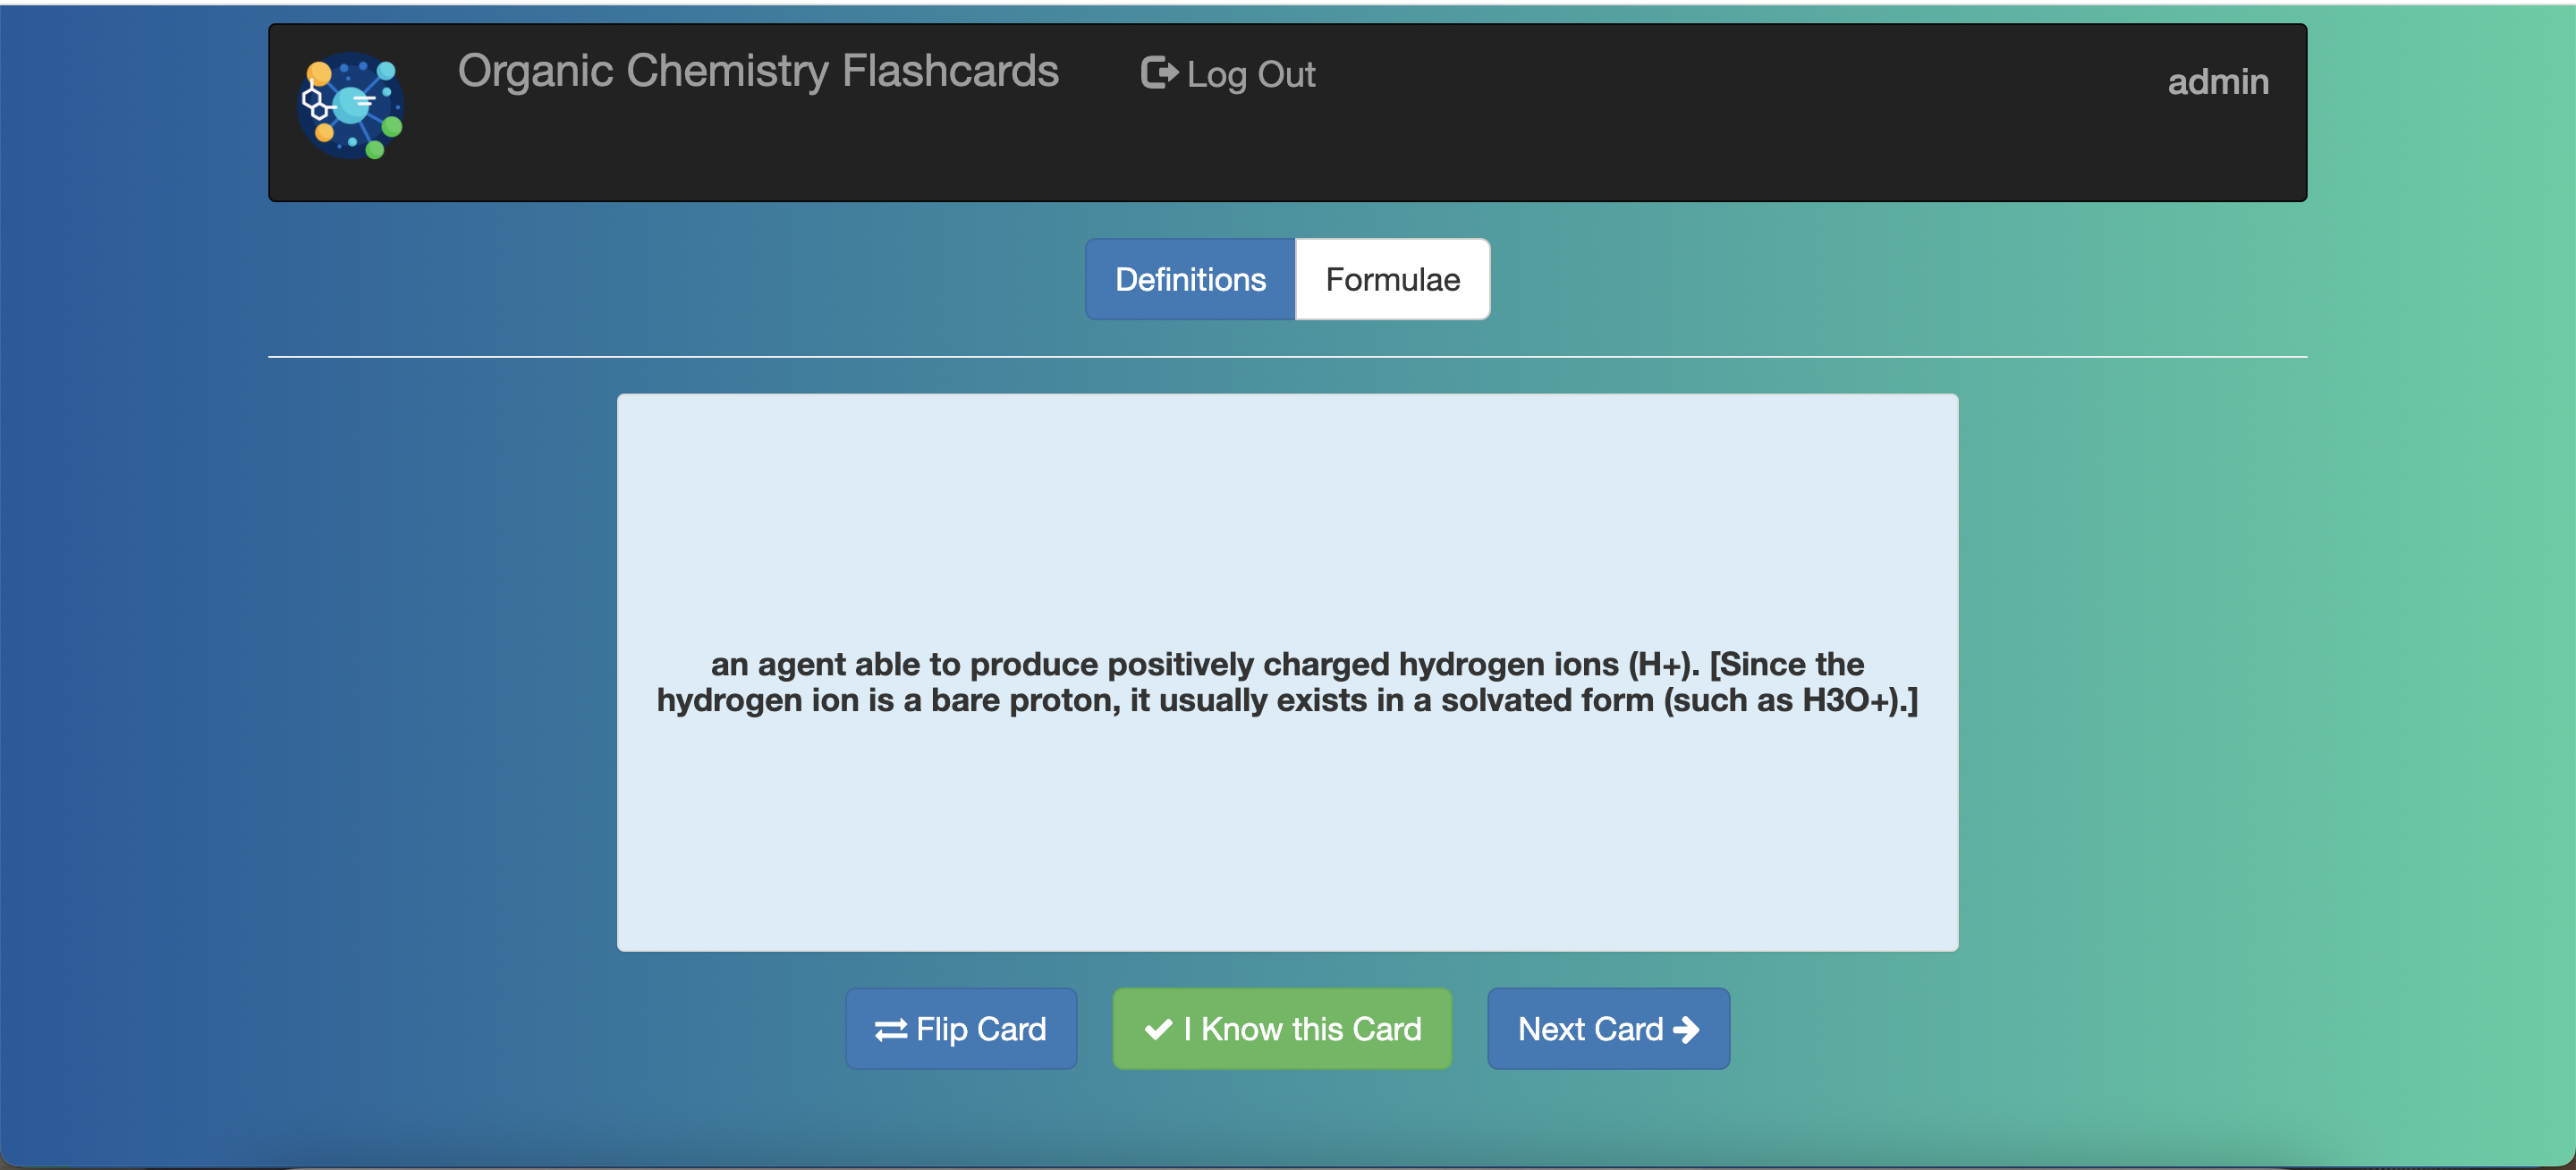 Organic Chemistry Flashcards
Log Out
admin
Definitions
Formulae
an agent able to produce positively charged hydrogen ions (H+). [Since the
hydrogen ion is a bare proton, it usually exists in a solvated form (such as H3O+).]
Flip Card
I Know this Card
Next Card